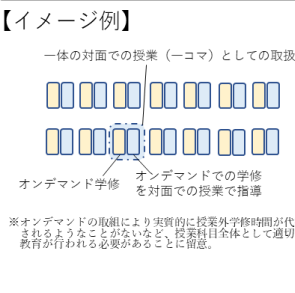 【イメージ例】
一体の対面での授業（一コマ）としての取扱
オンデマンド学修
オンデマンドでの学修
を対面での授業で指導
※オンデマンドの取組により実質的に授業外学修時間が代
されるようなことがないなど、授業科目全体として適切
教育が行われる必要があることに留意。